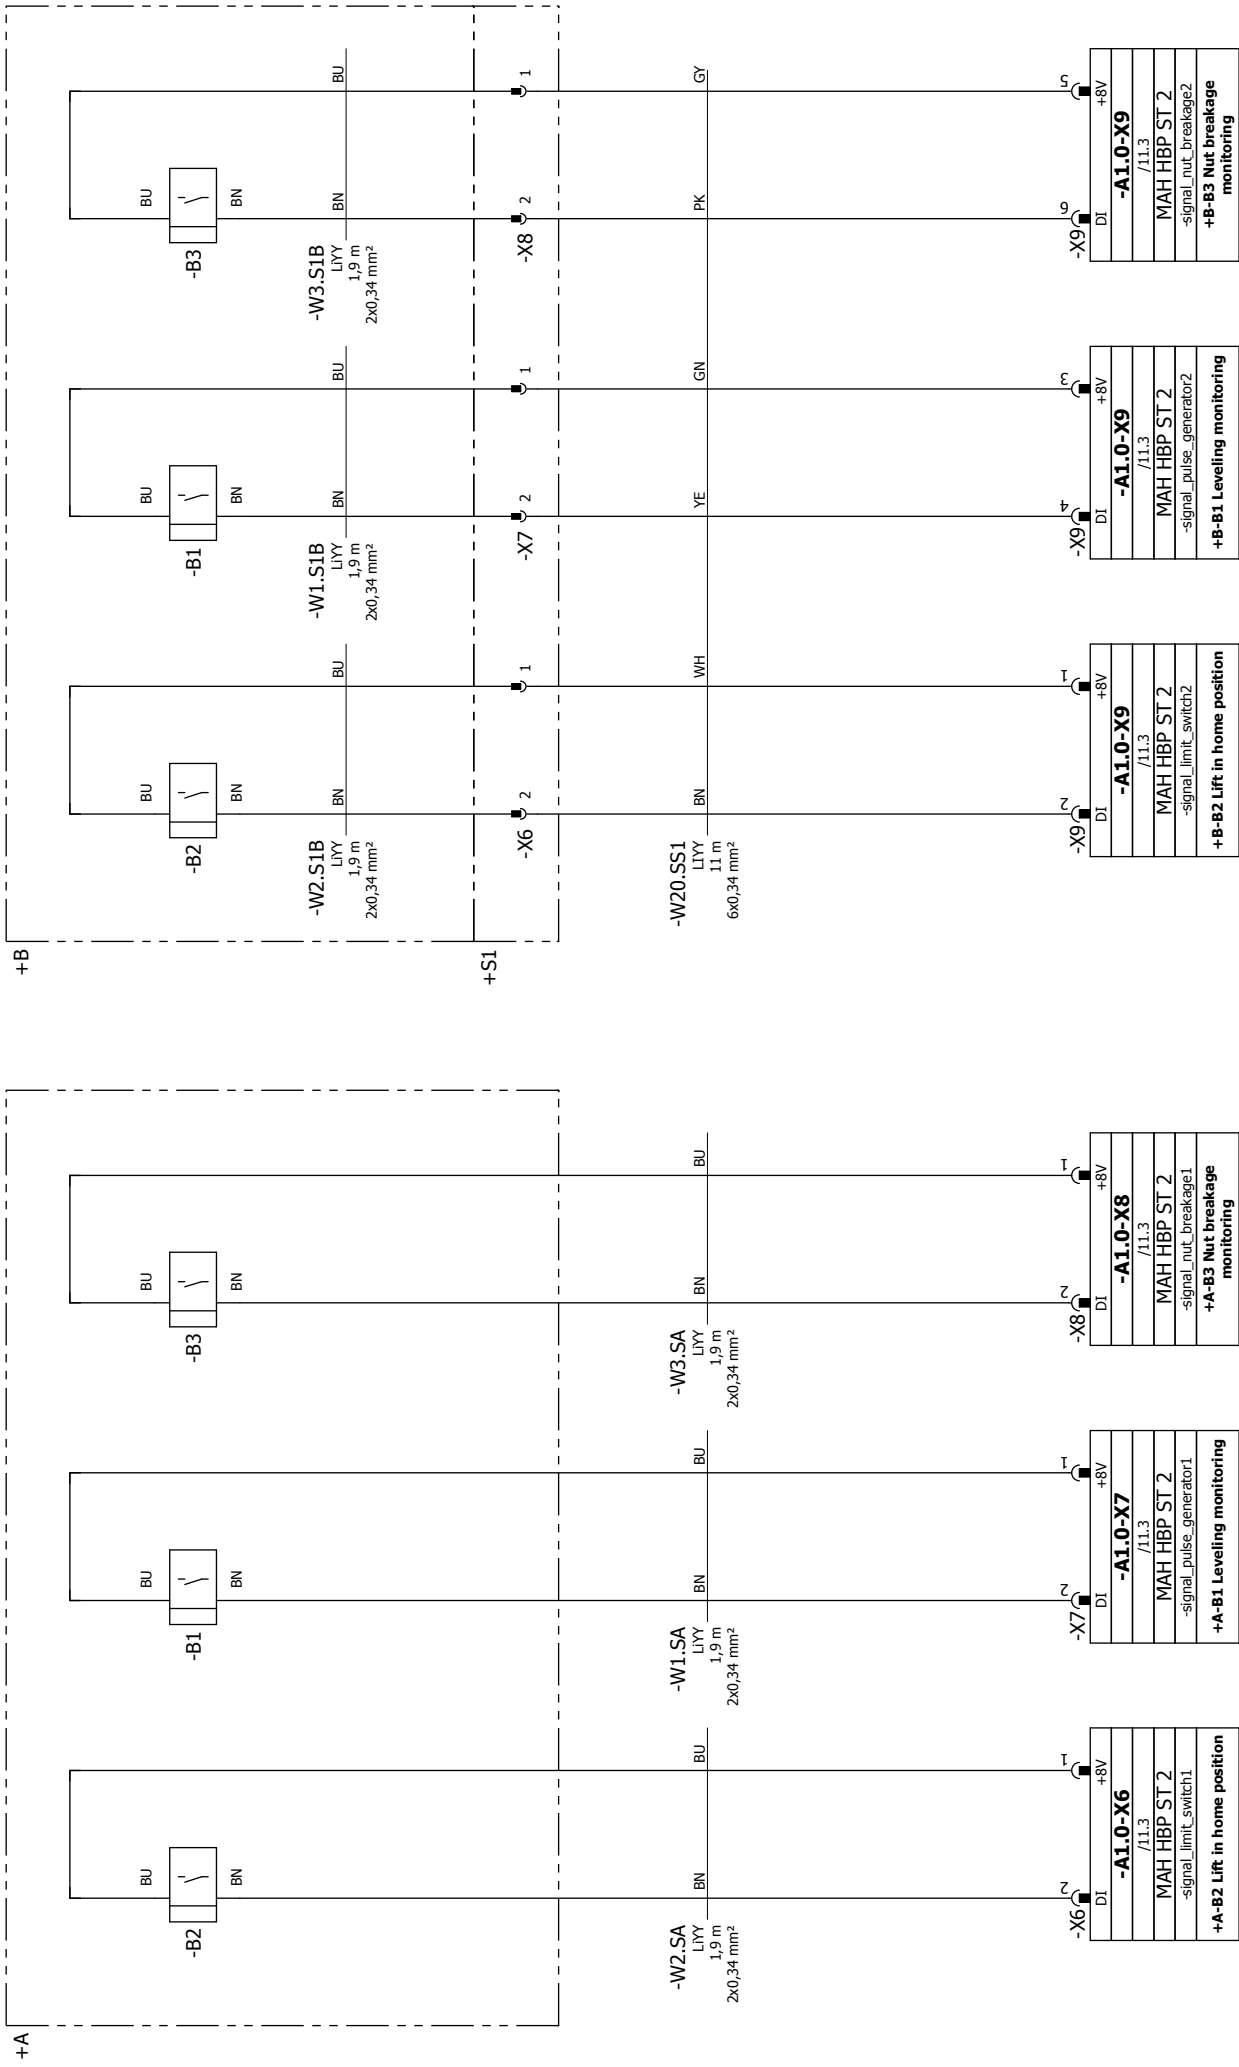 +A
-B2
BU
BN
-W2.SA
LiYY
1,9 m
2x0,34 mm²
BN
BU
-X6
2
1
DI
+8V
-A1.0-X6
/11.3
MAH HBP ST 2
-signal_limit_switch1
+A-B2 Lift in home position
-B1
BU
BN
-W1.SA
LiYY
1,9 m
2x0,34 mm²
BN
BU
-X7
2
1
DI
+8V
-A1.0-X7
/11.3
MAH HBP ST 2
-signal_pulse_generator1
+A-B1 Leveling monitoring
-B3
BU
BN
-W3.SA
LiYY
1,9 m
2x0,34 mm²
BN
BU
-X8
2
1
DI
+8V
-A1.0-X8
/11.3
MAH HBP ST 2
-signal_nut_breakage1
+A-B3 Nut breakage
monitoring
+B
+S1
-B2
BU
BN
-W2.S1B
LiYY
1,9 m
2x0,34 mm²
BN
BU
-X6
2
1
-W20.SS1
LIYY
11 m
6x0,34 mm²
BN
WH
-X9
2
1
DI
+8V
-A1.0-X9
/11.3
MAH HBP ST 2
-signal_limit_switch2
+B-B2 Lift in home position
-B1
BU
BN
-W1.S1B
LiYY
1,9 m
2x0,34 mm²
BN
BU
-X7
2
1
YE
GN
-X9
4
3
DI
+8V
-A1.0-X9
/11.3
MAH HBP ST 2
-signal_pulse_generator2
+B-B1 Leveling monitoring
-B3
BU
BN
-W3.S1B
LiYY
1,9 m
2x0,34 mm²
BN
BU
-X8
2
1
PK
GY
-X9
6
5
DI
+8V
-A1.0-X9
/11.3
MAH HBP ST 2
-signal_nut_breakage2
+B-B3 Nut breakage
monitoring